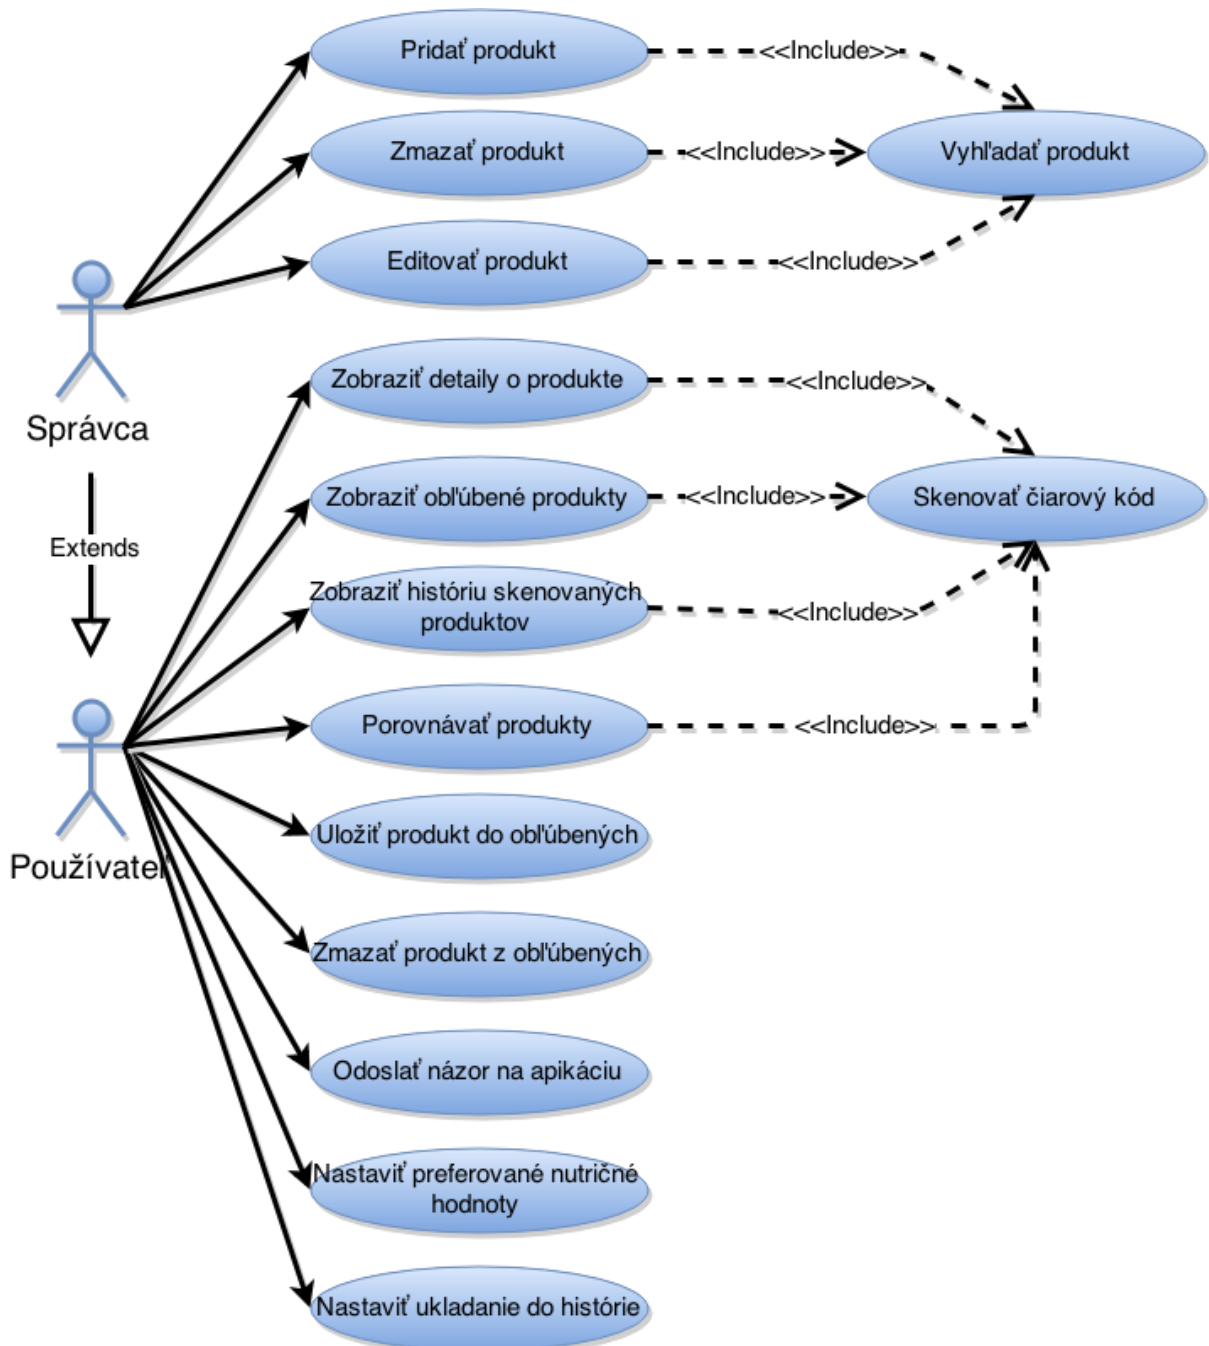 Pridať produkt
<<Include>>
Zmazať produkt
<<Include>>
Vyhľadať produkt
Editovať produkt
<<Include>>
Správca
Extends
Používateľ
Zobraziť detaily o produkte
<<Include>>
Zobraziť obľúbené produkty
<<Include>>
Skenovať čiarový kód
Zobraziť históriu skenovaných
produktov
<<Include>>
Porovnávať produkty
<<Include>>
Uložiť produkt do obľúbených
Zmazať produkt z obľúbených
Odoslať názor na apikáciu
Nastaviť preferované nutričné
hodnoty
Nastaviť ukladanie do histórie